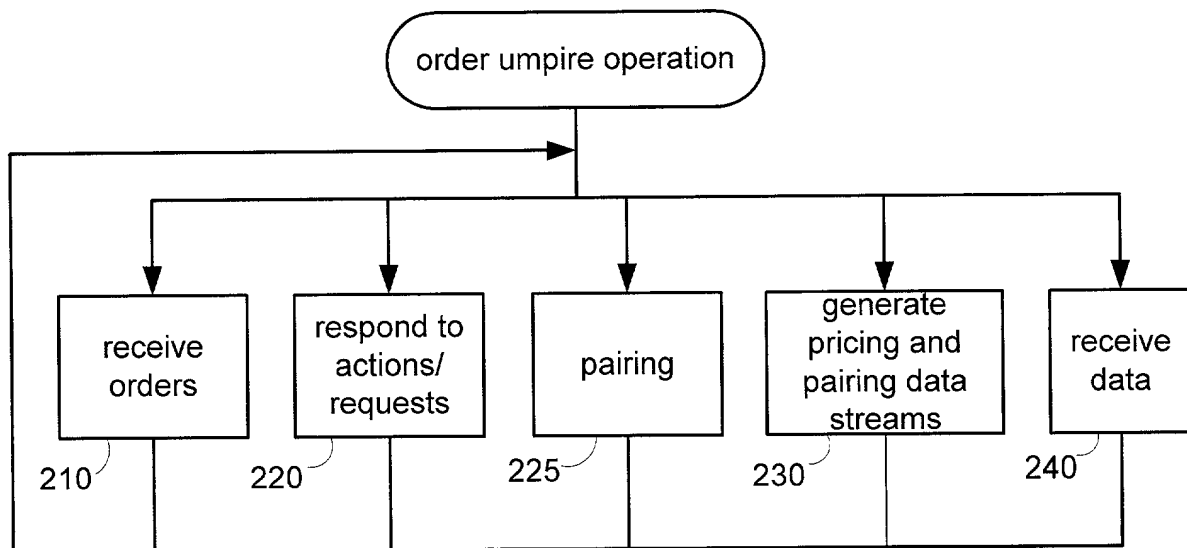 order umpire operation
receive
orders
respond to
actions/
requests
pairing
generate
pricing and
pairing data
streams
receive
data
210
220
225
230
240